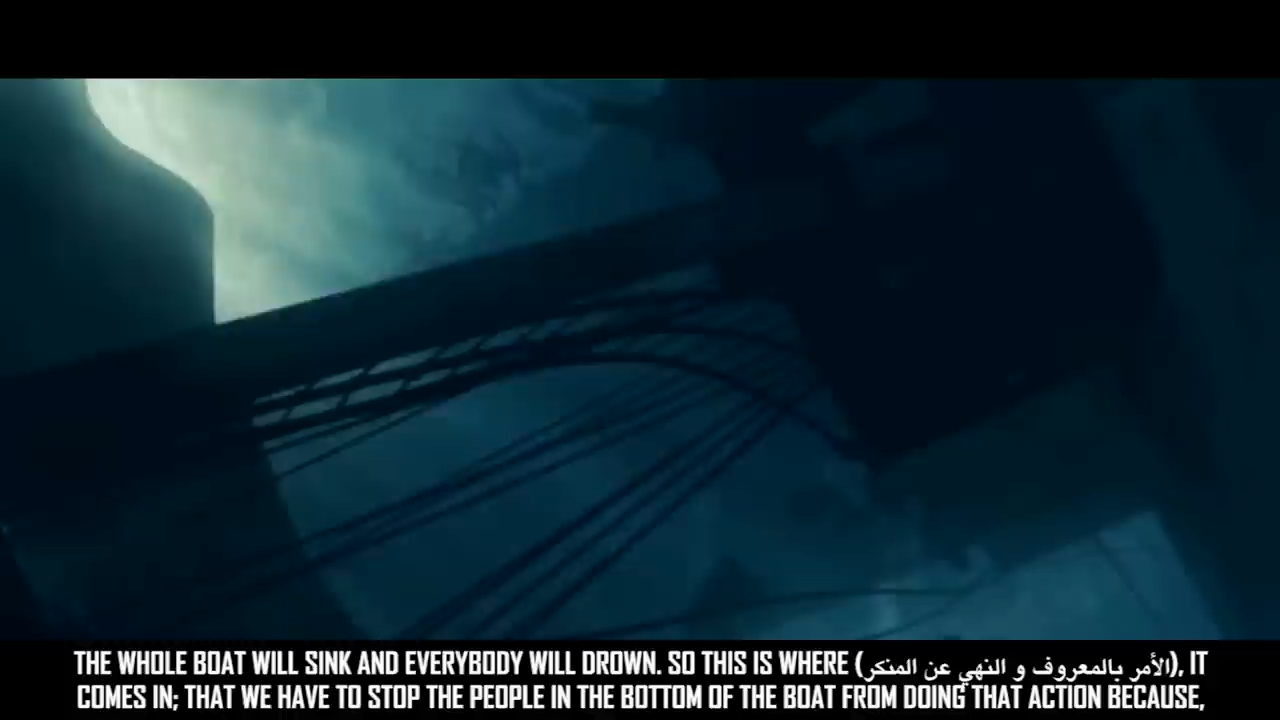 THE WHOLE BOAT WILL SINK AND EVERYBODY WILL DROWN. SO THIS IS WHERE (الأمر بالمعروف و النهي عن المنكر), IT
COMES IN; THAT WE HAVE TO STOP THE PEOPLE IN THE BOTTOM OF THE BOAT FROM DOING THAT ACTION BECAUSE,